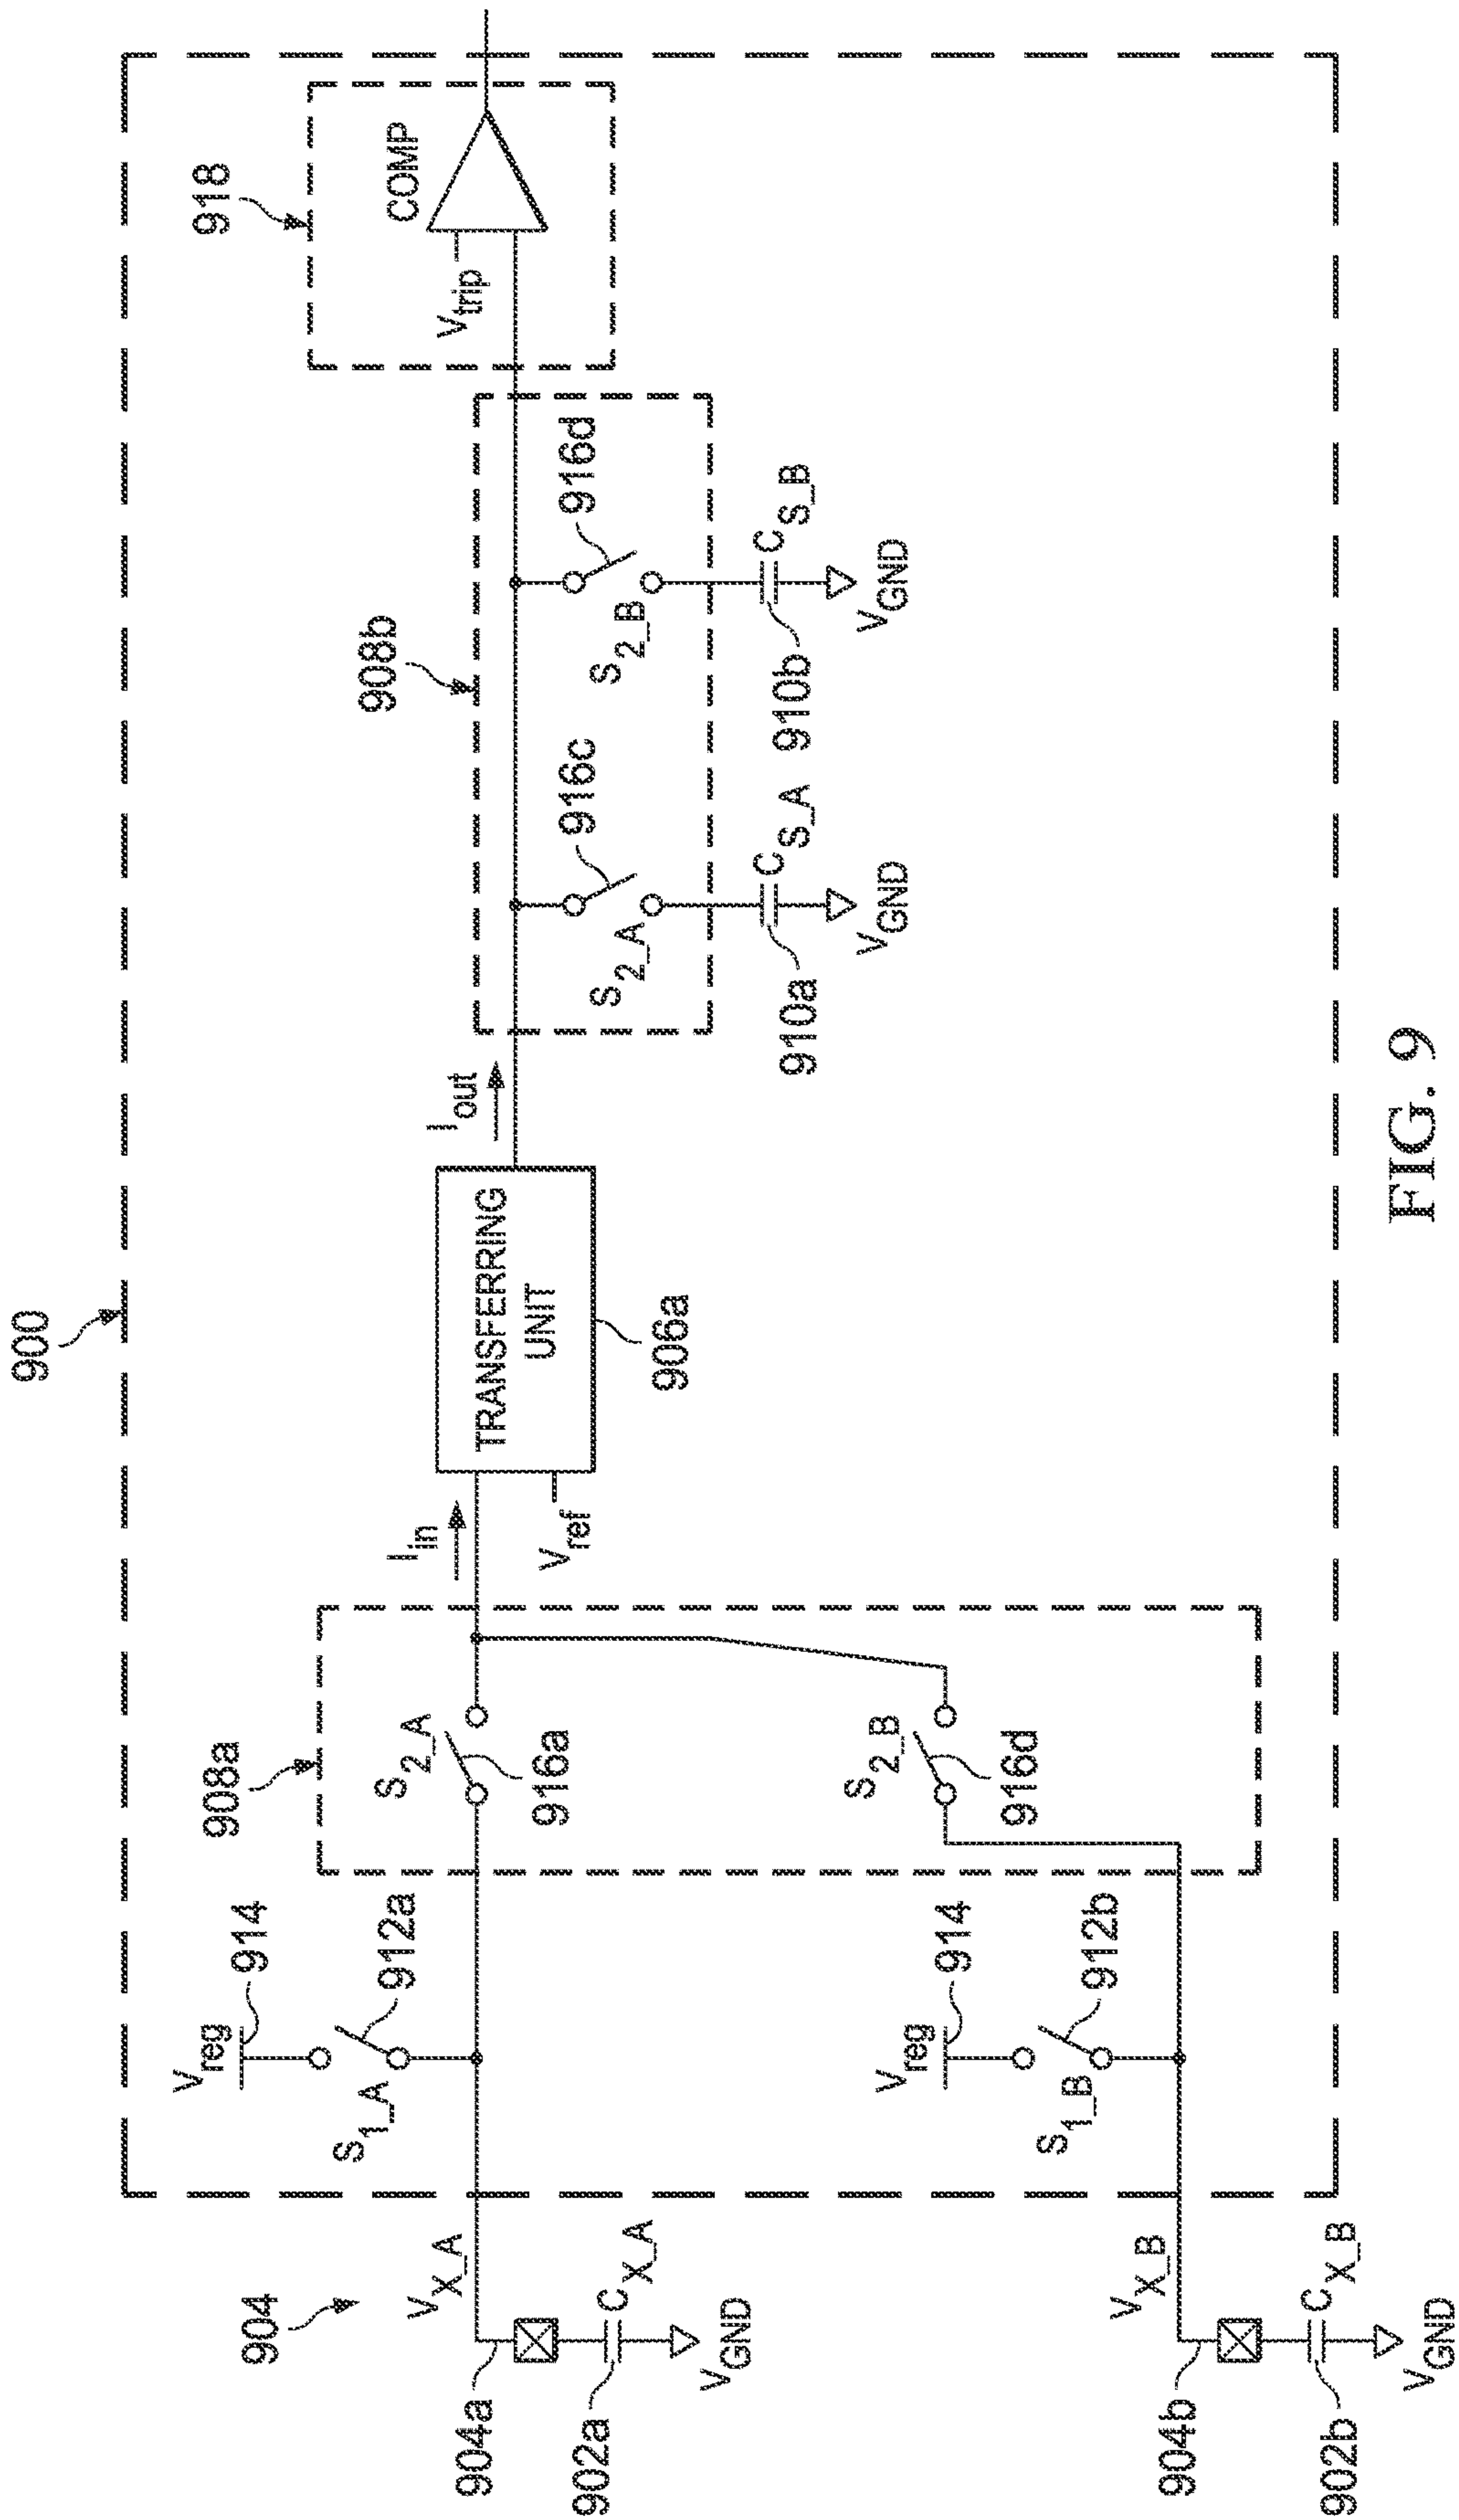 900
904
V_X_A
904a
902a
C_X_A
V_GND
V_reg
914
S_1_A
912a
908a
S_2_A
916a
I_in
V_ref
TRANSFERRING
UNIT
906a
I_out
908b
S_2_A
916c
S_2_B
916d
910a
C_S_A
V_GND
910b
C_S_B
V_GND
918
COMP
V_trip
V_X_B
904b
902b
C_X_B
V_GND
V_reg
914
S_1_B
912b
S_2_B
916d
FIG. 9